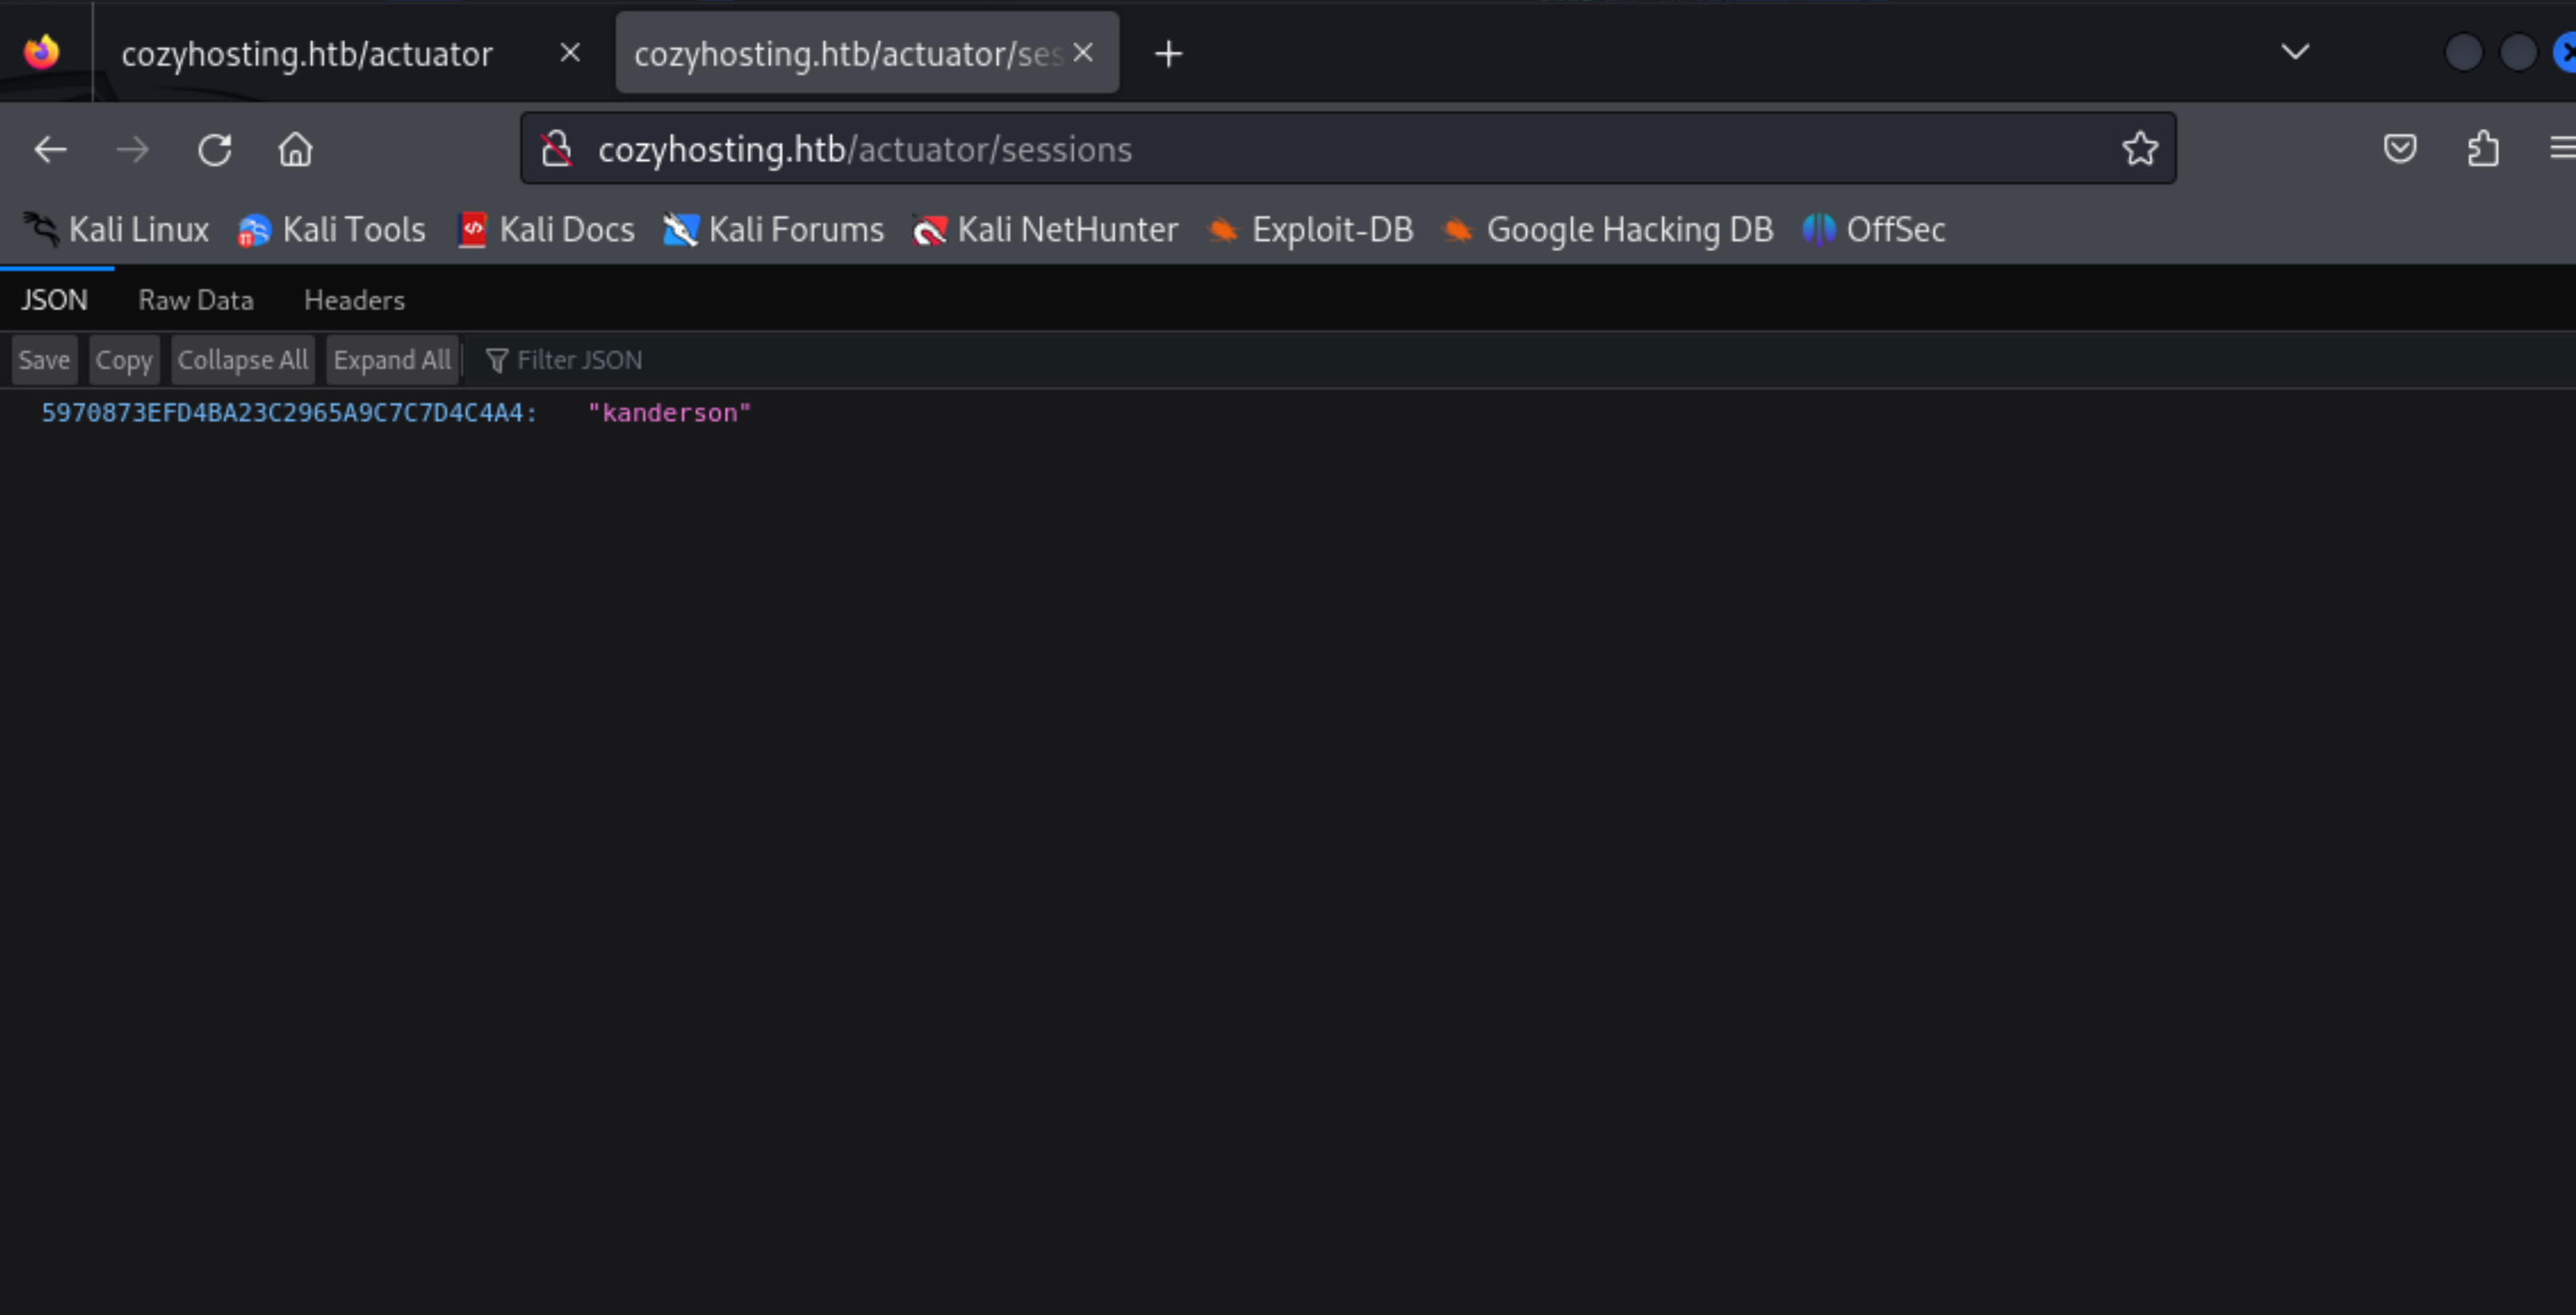 cozyhosting.htb/actuator cozyhosting.htb/actuator/ses
cozyhosting.htb/actuator/sessions
Kali Linux Kali Tools Kali Docs Kali Forums Kali NetHunter Exploit-DB Google Hacking DB OffSec
JSON Raw Data Headers
Save Copy Collapse All Expand All Filter JSON
5970873EFD4BA23C2965A9C7C7D4C4A4: "kanderson"